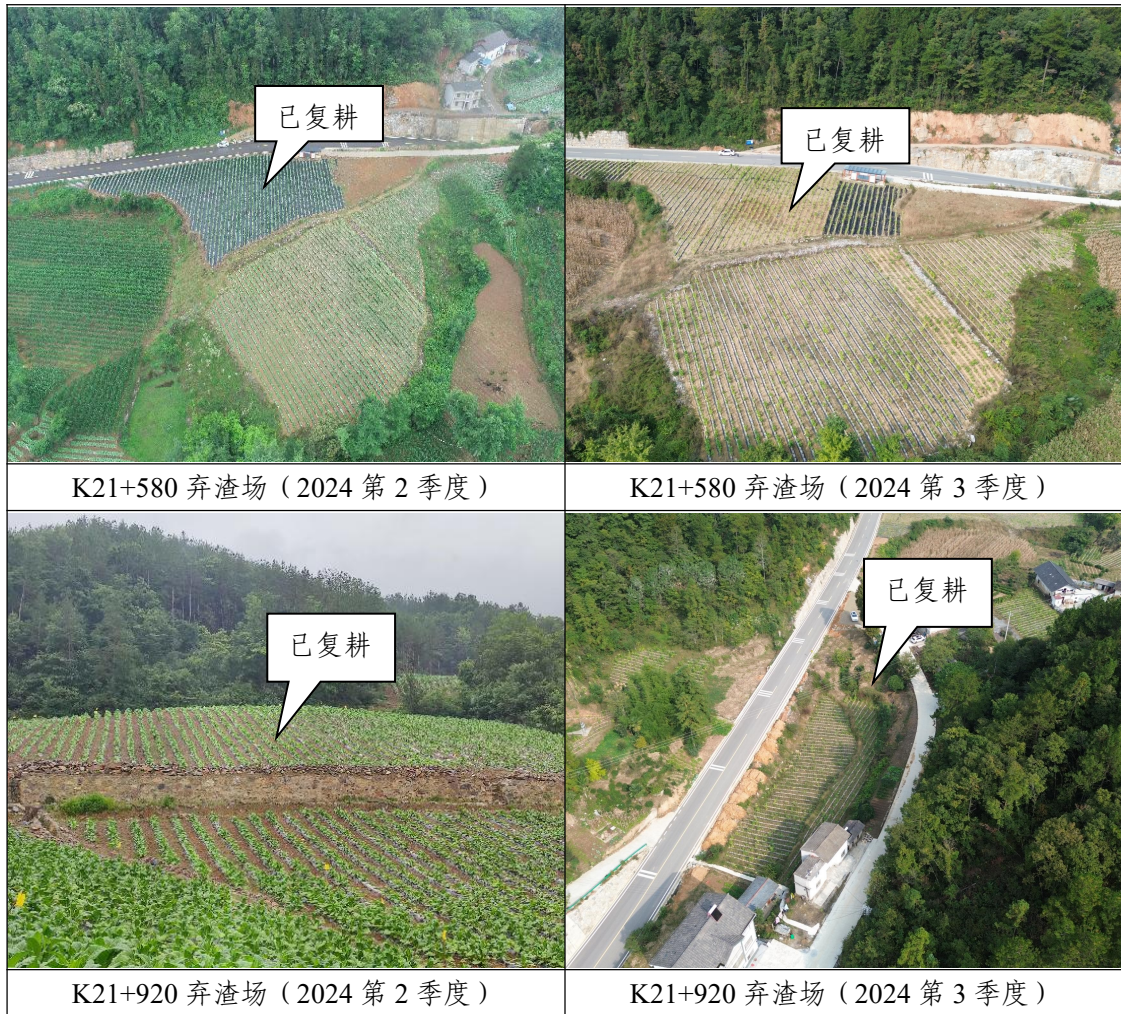 已复耕
已复耕
K21+580 弃渣场（2024 第 2 季度）
K21+580 弃渣场（2024 第 3 季度）
已复耕
已复耕
K21+920 弃渣场（2024 第 2 季度）
K21+920 弃渣场（2024 第 3 季度）